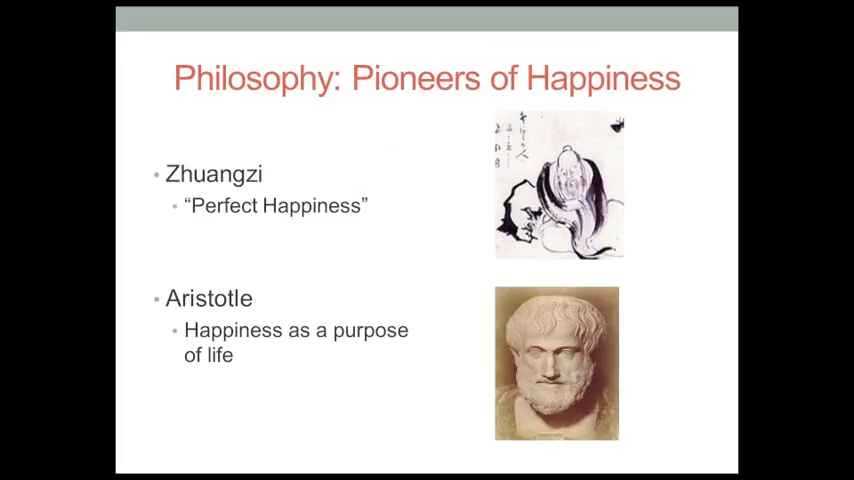 Philosophy: Pioneers of Happiness
• Zhuangzi
• “Perfect Happiness”
• Aristotle
• Happiness as a purpose
of life